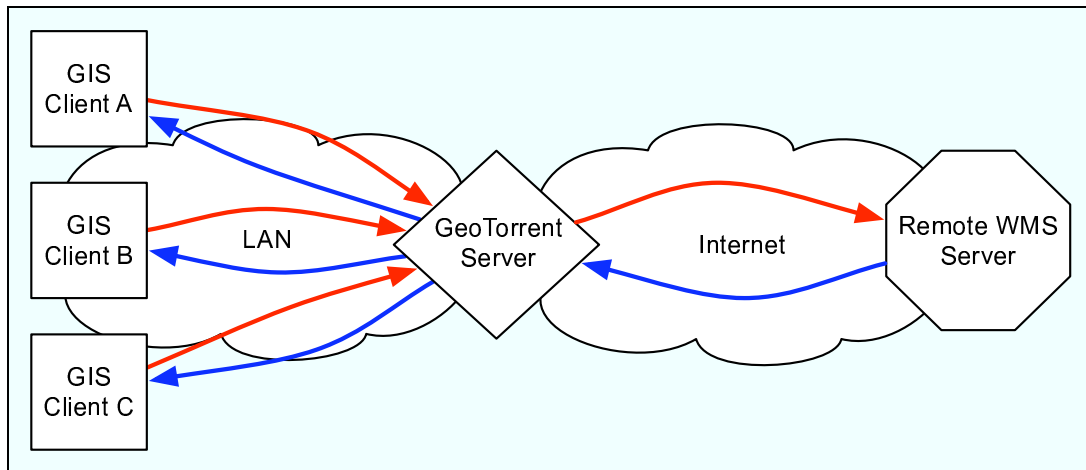 GIS
Client A
GIS
Client B
GIS
Client C
LAN
GeoTorrent
Server
Internet
Remote WMS
Server